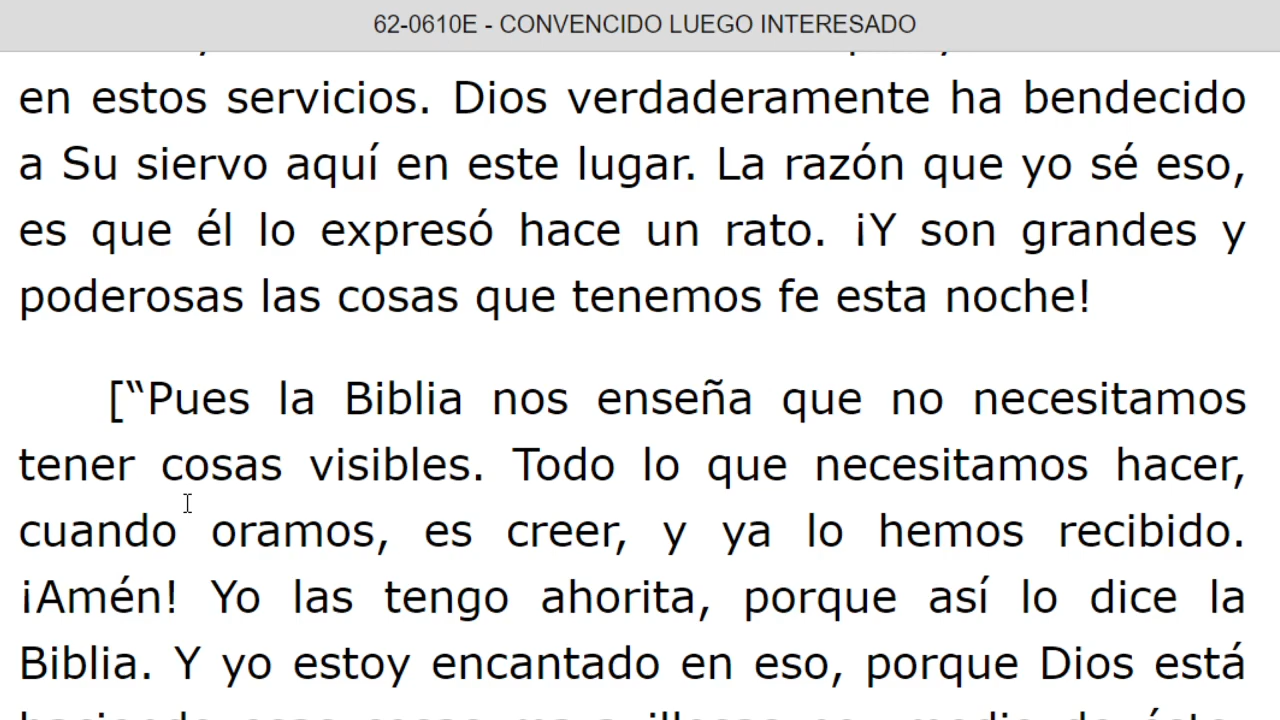 62-0610E - CONVENCIDO LUEGO INTERESADO
en estos servicios. Dios verdaderamente ha bendecido
a Su siervo aquí en este lugar. La razón que yo sé eso,
es que él lo expresó hace un rato. ¡Y son grandes y
poderosas las cosas que tenemos fe esta noche!
[“Pues la Biblia nos enseña que no necesitamos
tener cosas visibles. Todo lo que necesitamos hacer,
cuando oramos, es creer, y ya lo hemos recibido.
¡Amén! Yo las tengo ahorita, porque así lo dice la
Biblia. Y yo estoy encantado en eso, porque Dios está